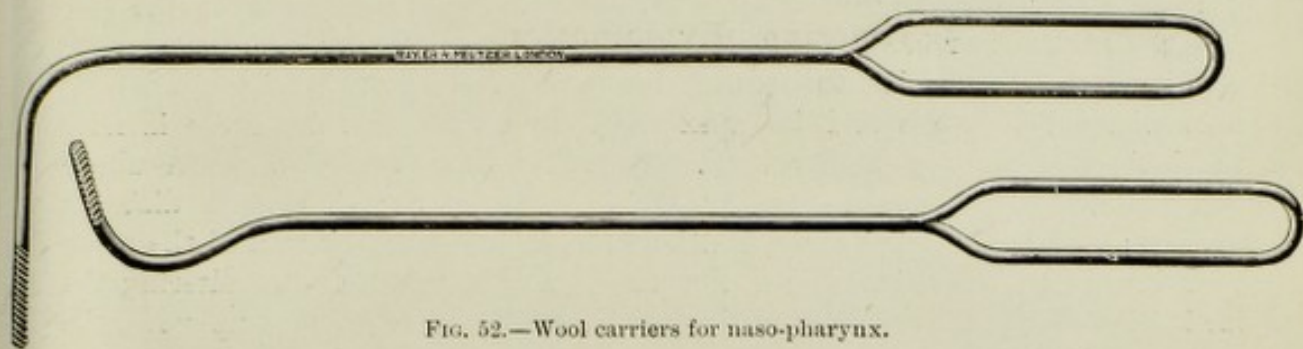 MAYER & MELTZER LONDON
FIG. 52.—Wool carriers for naso-pharynx.